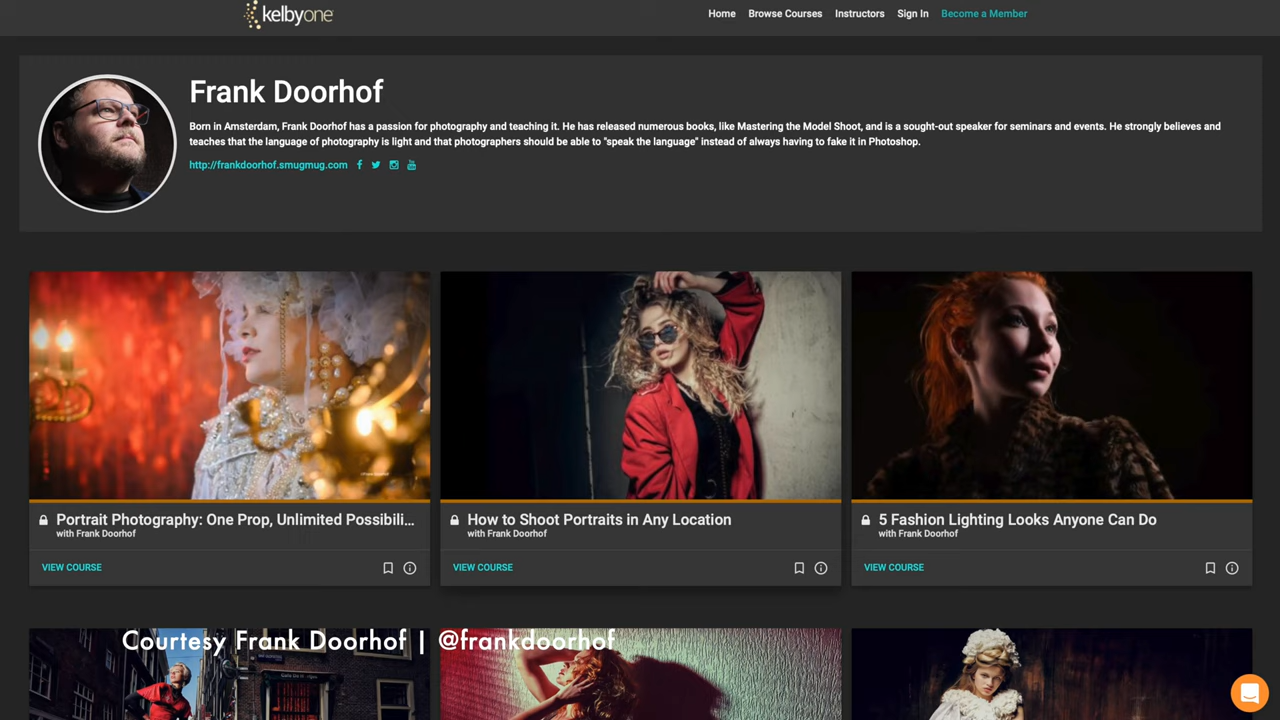 kelbyone
Home
Browse Courses
Instructors
Sign In
Become a Member
Frank Doorhof
Born in Amsterdam, Frank Doorhof has a passion for photography and teaching it. He has released numerous books, like Mastering the Model Shoot, and is a sought-out speaker for seminars and events. He strongly believes and
teaches that the language of photography is light and that photographers should be able to "speak the language" instead of always having to fake it in Photoshop.
http://frankdoorhof.smugmug.com
Portrait Photography: One Prop, Unlimited Possibili...
with Frank Doorhof
VIEW COURSE
How to Shoot Portraits in Any Location
with Frank Doorhof
VIEW COURSE
5 Fashion Lighting Looks Anyone Can Do
with Frank Doorhof
VIEW COURSE
Courtesy Frank Doorhof | @frankdoorhof